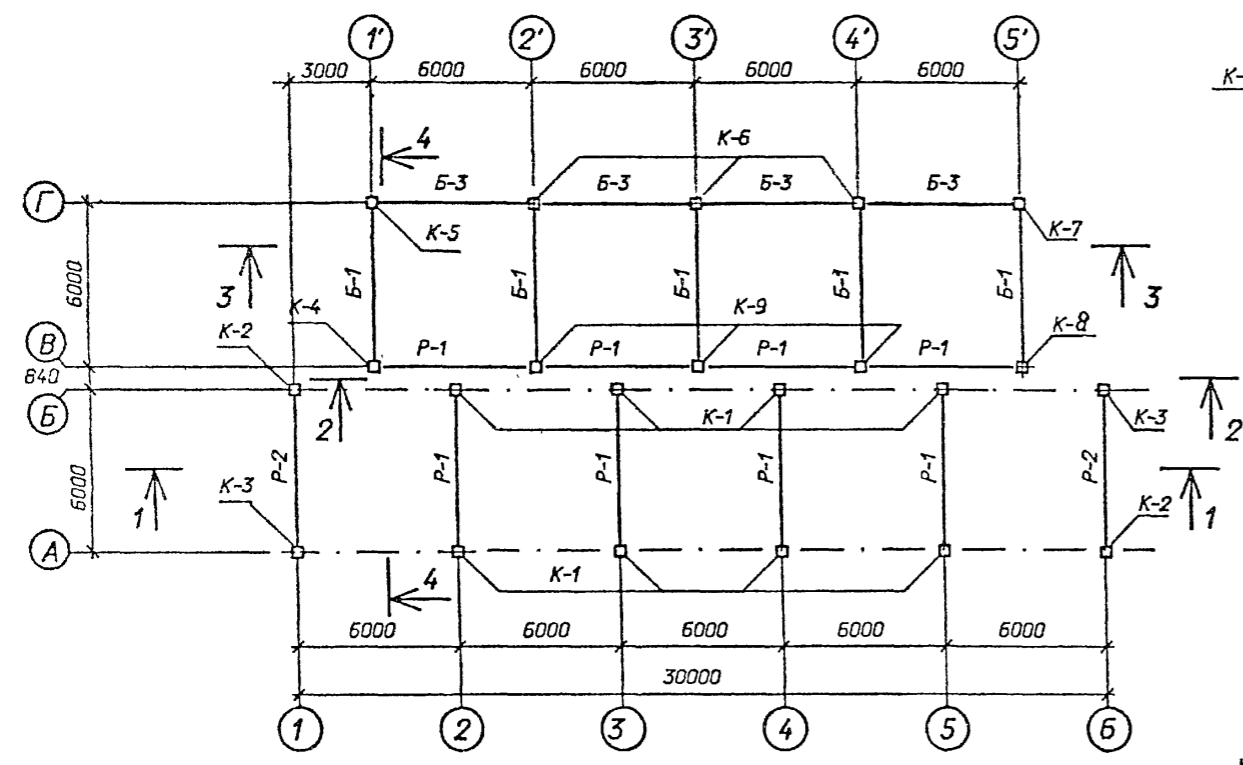 1' 2' 3' 4' 5'
3000 6000 6000 6000 6000
К-
4 К-6
Б-3 Б-3 Б-3 Б-3
Г
К-5 К-7
6000 Б-1 Б-1 Б-1 Б-1 Б-1
3 3
К-4 К-9 К-8
К-2
В Р-1 Р-1 Р-1 Р-1
640
Б
2 К-1 К-3 2
6000 Р-2 Р-1 Р-1 Р-1 Р-1 Р-2
К-3 К-2
1 1
А
К-1
4
6000 6000 6000 6000 6000
30000
1 2 3 4 5 6